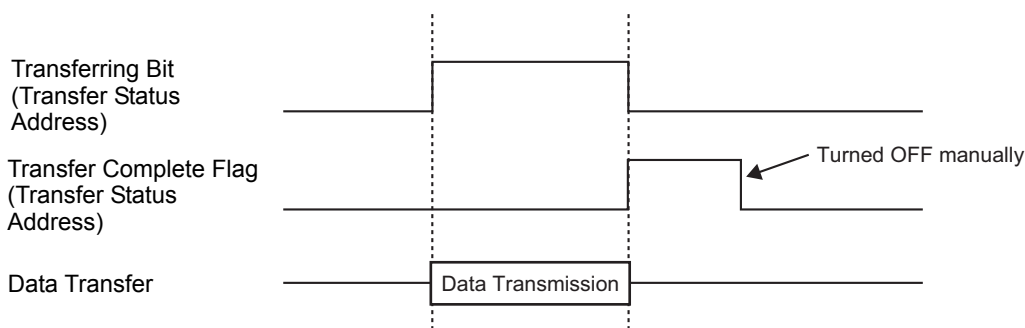 Transferring Bit
(Transfer Status
Address)
Transfer Complete Flag
(Transfer Status
Address)
Turned OFF manually
Data Transfer
Data Transmission